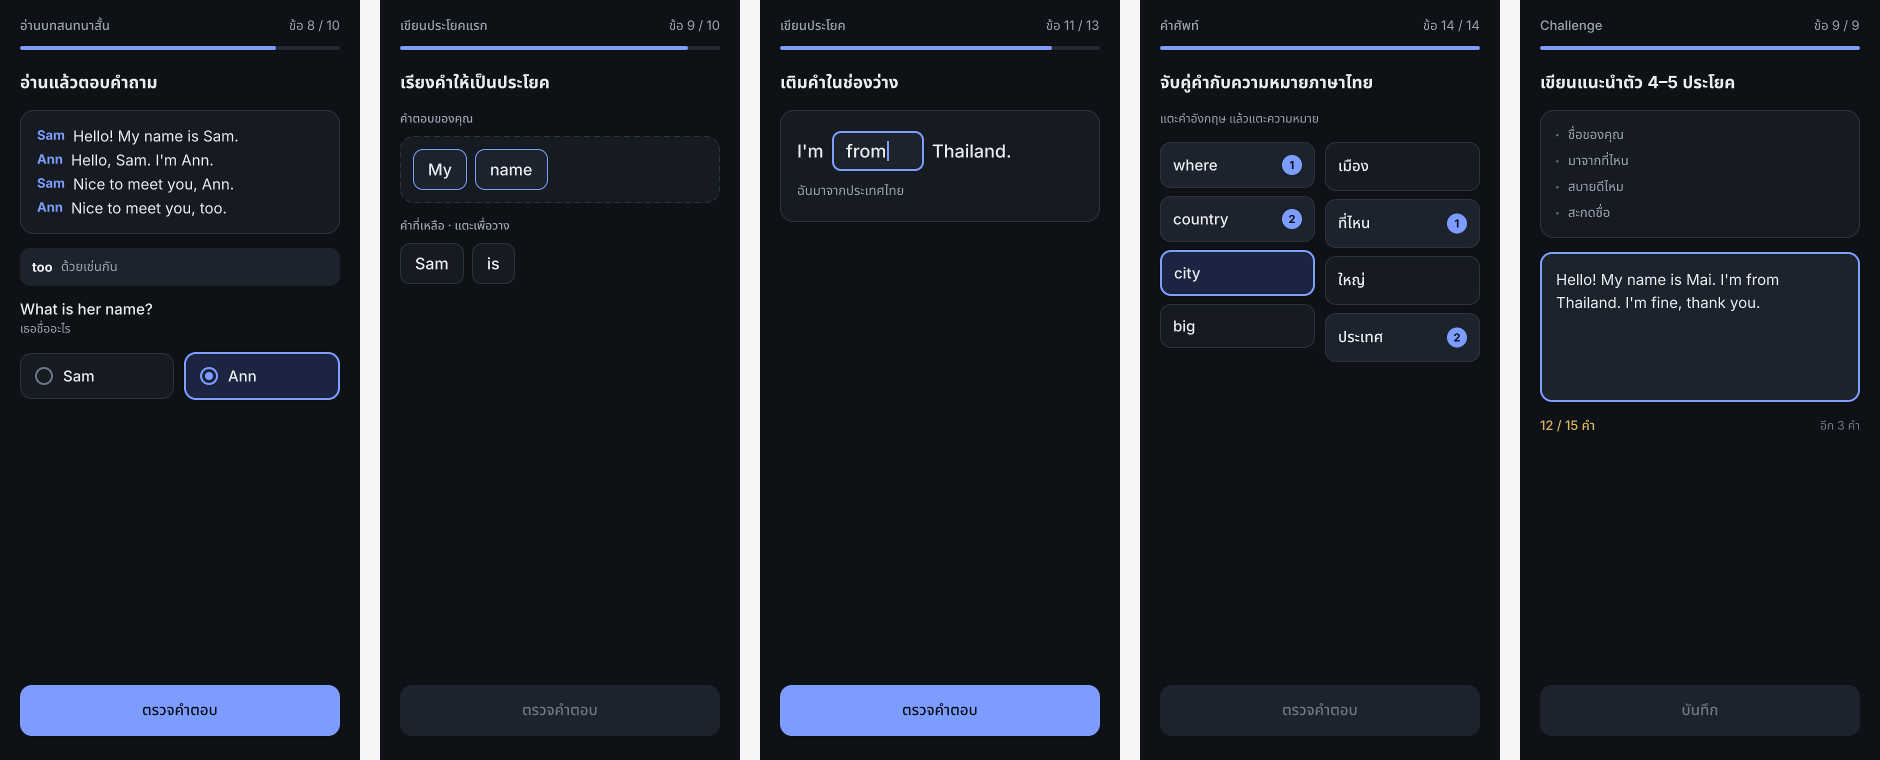 อ่านบทสนทนาสั้น ข้อ 8 / 10
อ่านแล้วตอบคำถาม
Sam Hello! My name is Sam.
Ann Hello, Sam. I'm Ann.
Sam Nice to meet you, Ann.
Ann Nice to meet you, too.
too ด้วยเช่นกัน
What is her name?
เธอชื่ออะไร
Sam
Ann
ตรวจคำตอบ
เขียนประโยคแรก ข้อ 9 / 10
เรียงคำให้เป็นประโยค
คำตอบของคุณ
My name
คำที่เหลือ · แตะเพื่อวาง
Sam is
ตรวจคำตอบ
เขียนประโยค ข้อ 11 / 13
เติมคำในช่องว่าง
I'm from Thailand.
ฉันมาจากประเทศไทย
ตรวจคำตอบ
คำศัพท์ ข้อ 14 / 14
จับคู่คำกับความหมายภาษาไทย
แตะคำอังกฤษ แล้วแตะความหมาย
where 1
country 2
city
big
เมือง
ที่ไหน 1
ใหญ่
ประเทศ 2
ตรวจคำตอบ
Challenge ข้อ 9 / 9
เขียนแนะนำตัว 4–5 ประโยค
· ชื่อของคุณ
· มาจากที่ไหน
· สบายดีไหม
· สะกดชื่อ
Hello! My name is Mai. I'm from
Thailand. I'm fine, thank you.
12 / 15 คำ อีก 3 คำ
บันทึก